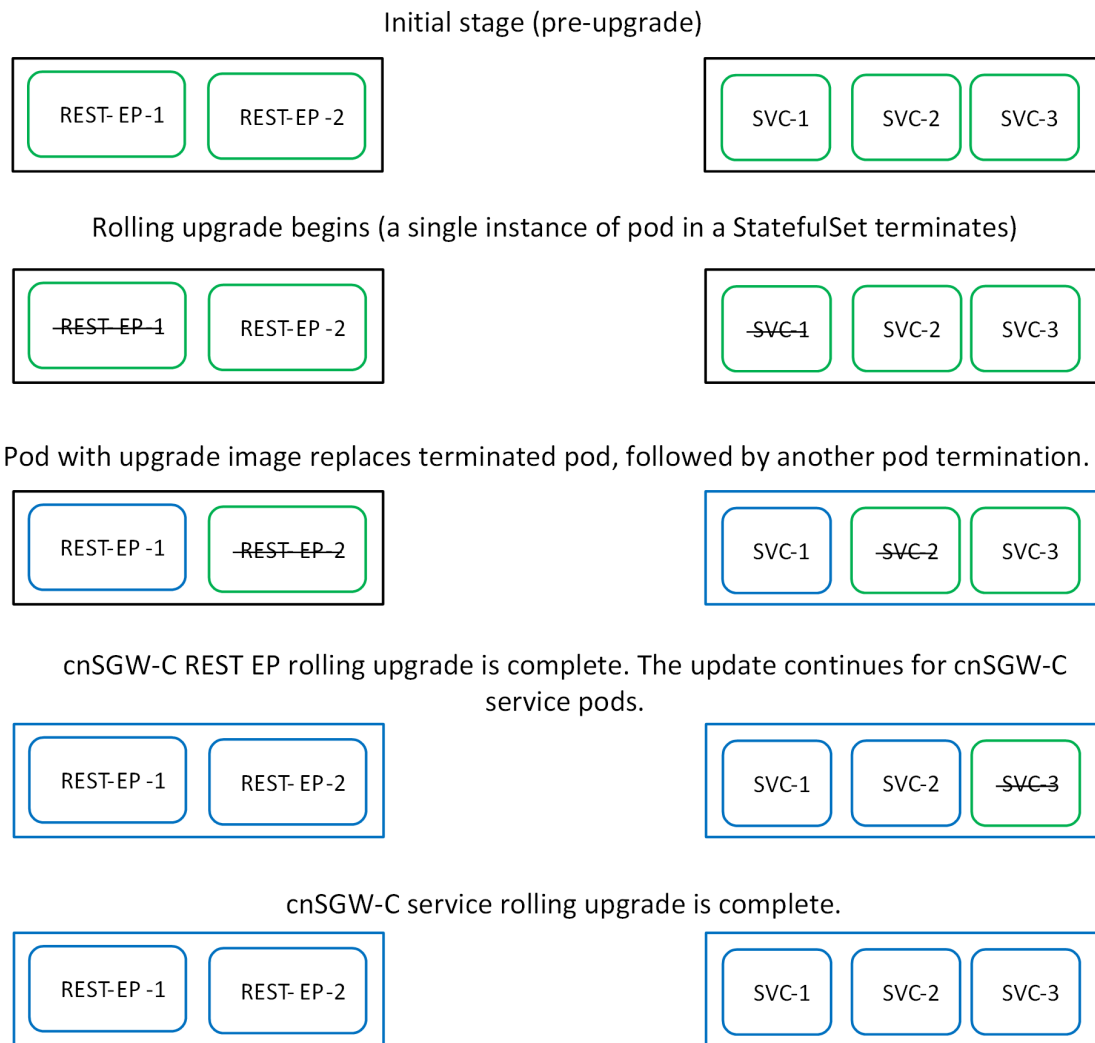 Initial stage (pre-upgrade)
REST- EP -1 REST-EP -2 SVC-1 SVC-2 SVC-3
Rolling upgrade begins (a single instance of pod in a StatefulSet terminates)
REST- EP -1 REST-EP -2 SVC-1 SVC-2 SVC-3
Pod with upgrade image replaces terminated pod, followed by another pod termination.
REST-EP -1 REST- EP -2 SVC-1 SVC-2 SVC-3
cnSGW-C REST EP rolling upgrade is complete. The update continues for cnSGW-C
service pods.
REST-EP -1 REST- EP -2 SVC-1 SVC-2 SVC-3
cnSGW-C service rolling upgrade is complete.
REST-EP -1 REST- EP -2 SVC-1 SVC-2 SVC-3